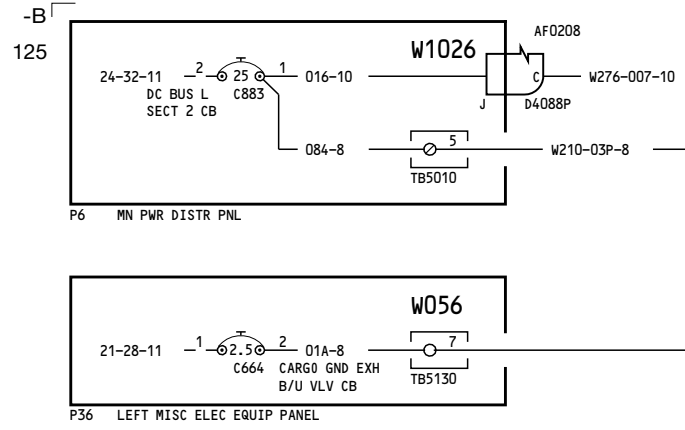 -B
125
W1026
AF0208
24-32-11 2 25 1 016-10 C W276-007-10
DC BUS L C883 J D4088P
SECT 2 CB
084-8 5 W210-03P-8
TB5010
P6 MN PWR DISTR PNL
W056
21-28-11 1 2.5 2 01A-8 7
C664 CARGO GND EXH TB5130
B/U VLV CB
P36 LEFT MISC ELEC EQUIP PANEL